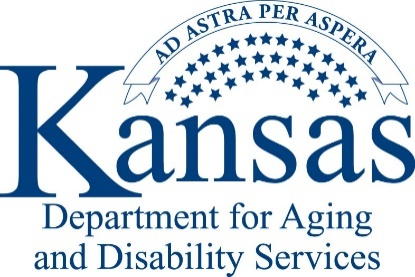 AD ASTRA PER ASPERA
Kansas
Department for Aging
and Disability Services